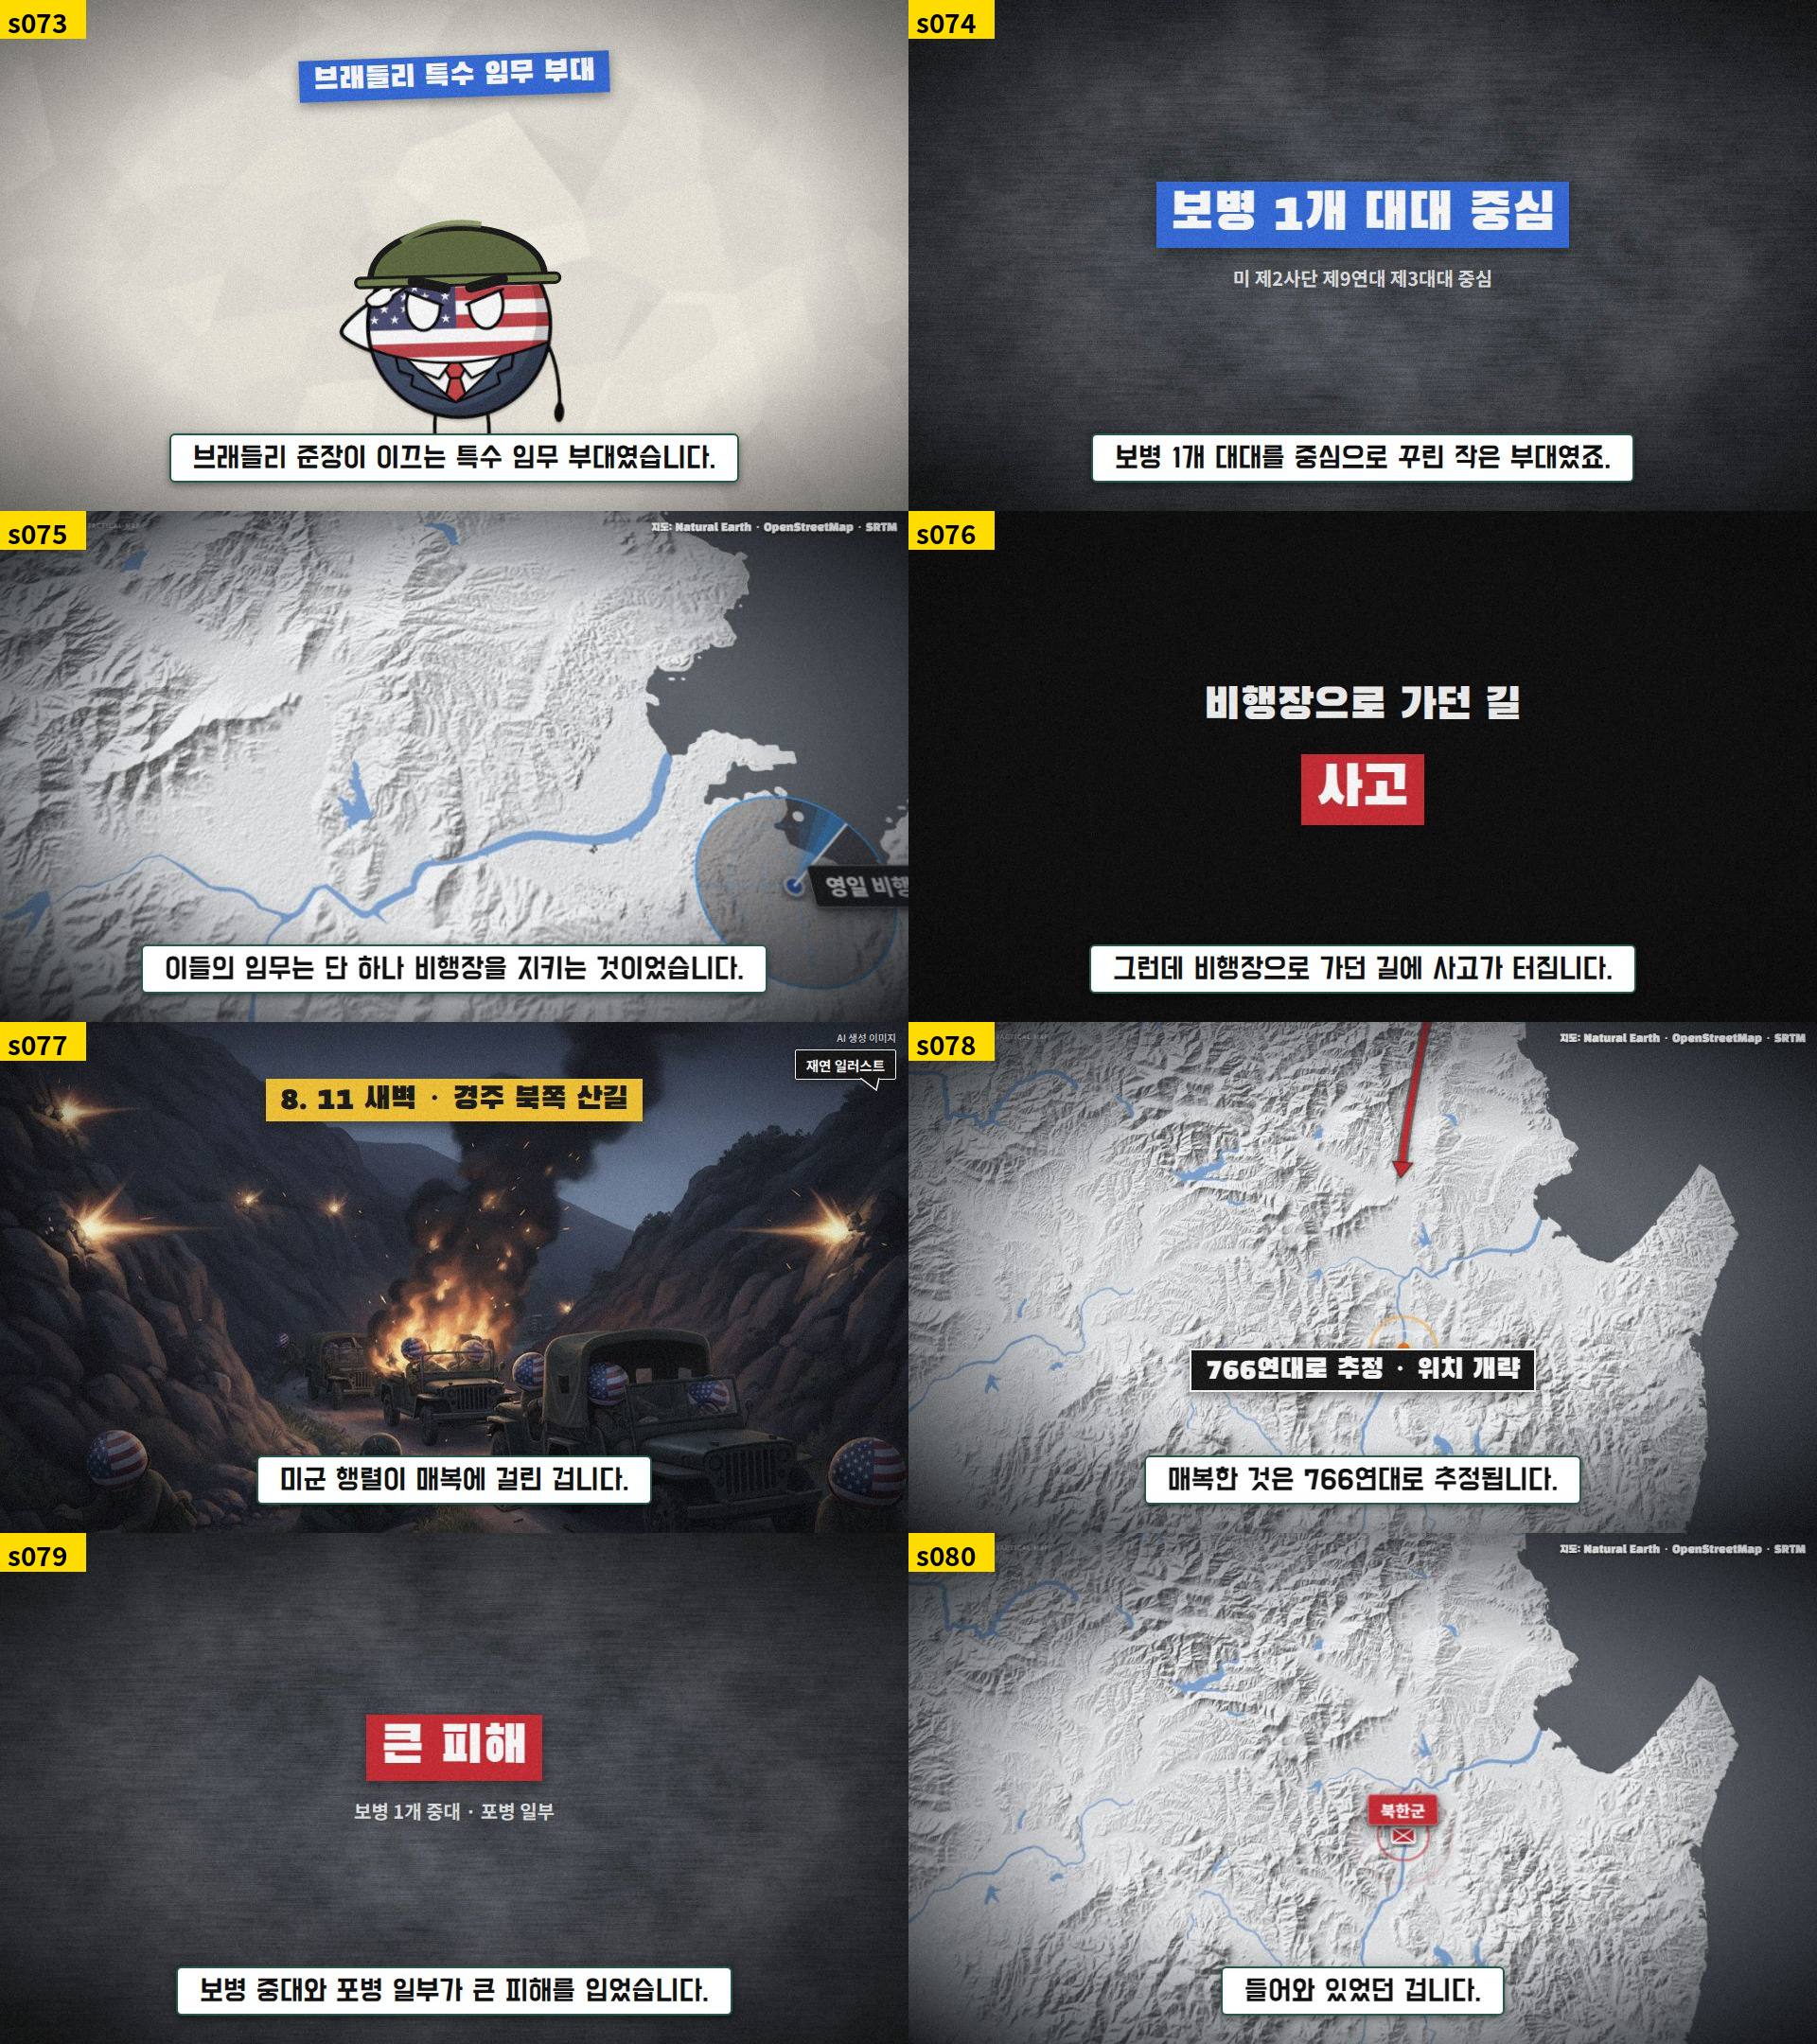 s073
브래들리 특수 임무 부대
브래들리 준장이 이끄는 특수 임무 부대였습니다.
s074
보병 1개 대대 중심
미 제2사단 제9연대 제3대대 중심
보병 1개 대대를 중심으로 꾸린 작은 부대였죠.
s075
지도: Natural Earth · OpenStreetMap · SRTM
영일 비행
이들의 임무는 단 하나 비행장을 지키는 것이었습니다.
s076
비행장으로 가던 길
사고
그런데 비행장으로 가던 길에 사고가 터집니다.
s077
AI 생성 이미지
재연 일러스트
8. 11 새벽 · 경주 북쪽 산길
미군 행렬이 매복에 걸린 겁니다.
s078
지도: Natural Earth · OpenStreetMap · SRTM
766연대로 추정 · 위치 개략
매복한 것은 766연대로 추정됩니다.
s079
큰 피해
보병 1개 중대 · 포병 일부
보병 중대와 포병 일부가 큰 피해를 입었습니다.
s080
지도: Natural Earth · OpenStreetMap · SRTM
북한군
들어와 있었던 겁니다.